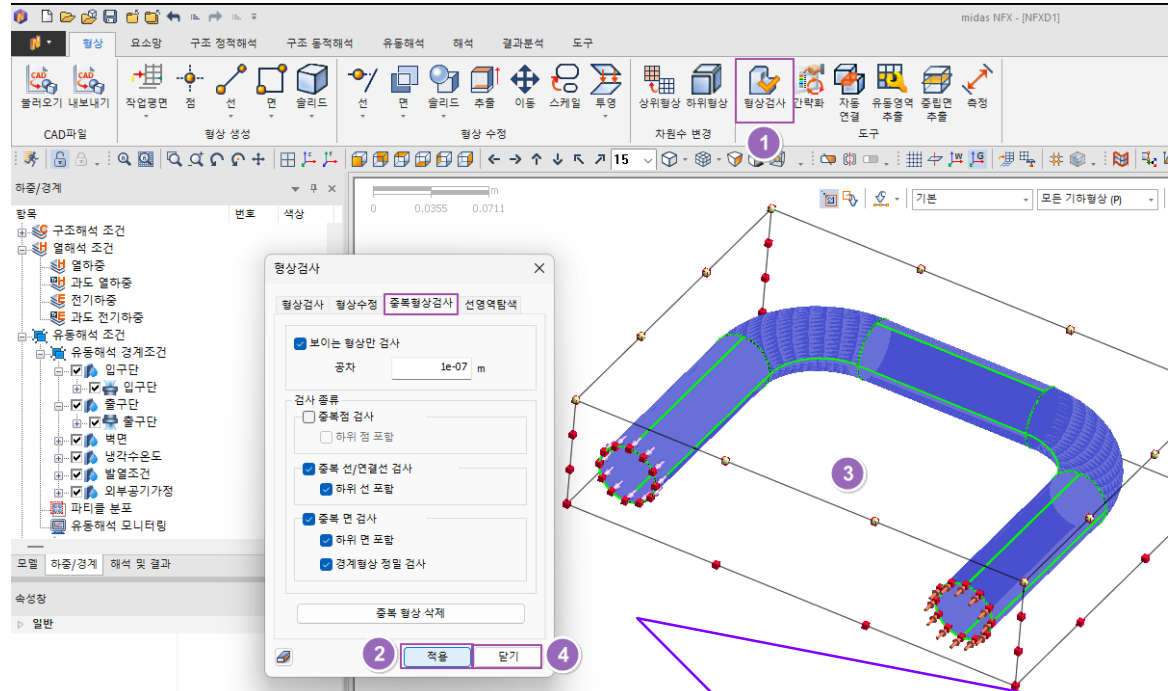 midas NFX - [NFXD1]
형상 요소망 구조 정적해석 구조 동적해석 유동해석 해석 결과분석 도구
CAD CAD
불러오기 내보내기 작업평면 점 선 면 솔리드 선 면 솔리드 추출 이동 스케일 투영 상위형상 하위형상 형상검사 간략화 자동 연결 유동영역 추출 중립면 추출 측정
CAD파일 형상 생성 형상 수정 차원수 변경 도구
1
15
하중/경계
기본 모든 기하형상 (P)
항목 번호 색상
m
0 0.0355 0.0711
구조해석 조건
열해석 조건
열하중
과도 열하중
전기하중
과도 전기하중
유동해석 조건
유동해석 경계조건
입구단
입구단
출구단
출구단
벽면
냉각수온도
발열조건
외부공기가정
파티클 분포
유동해석 모니터링
모델 하중/경계 해석 및 결과
속성창
일반
형상검사
형상검사 형상수정 중복형상검사 선영역탐색
보이는 형상만 검사
공차 1e-07 m
검사 종류
중복점 검사
하위 점 포함
중복 선/연결선 검사
하위 선 포함
중복 면 검사
하위 면 포함
경계형상 정밀 검사
중복 형상 삭제
2 적용 닫기 4
3